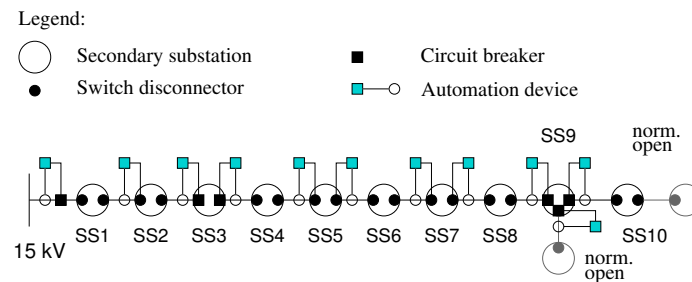 Legend:
Secondary substation
Circuit breaker
Switch disconnector
Automation device
SS9
norm.
open
15 kV
SS1
SS2
SS3
SS4
SS5
SS6
SS7
SS8
SS10
norm.
open